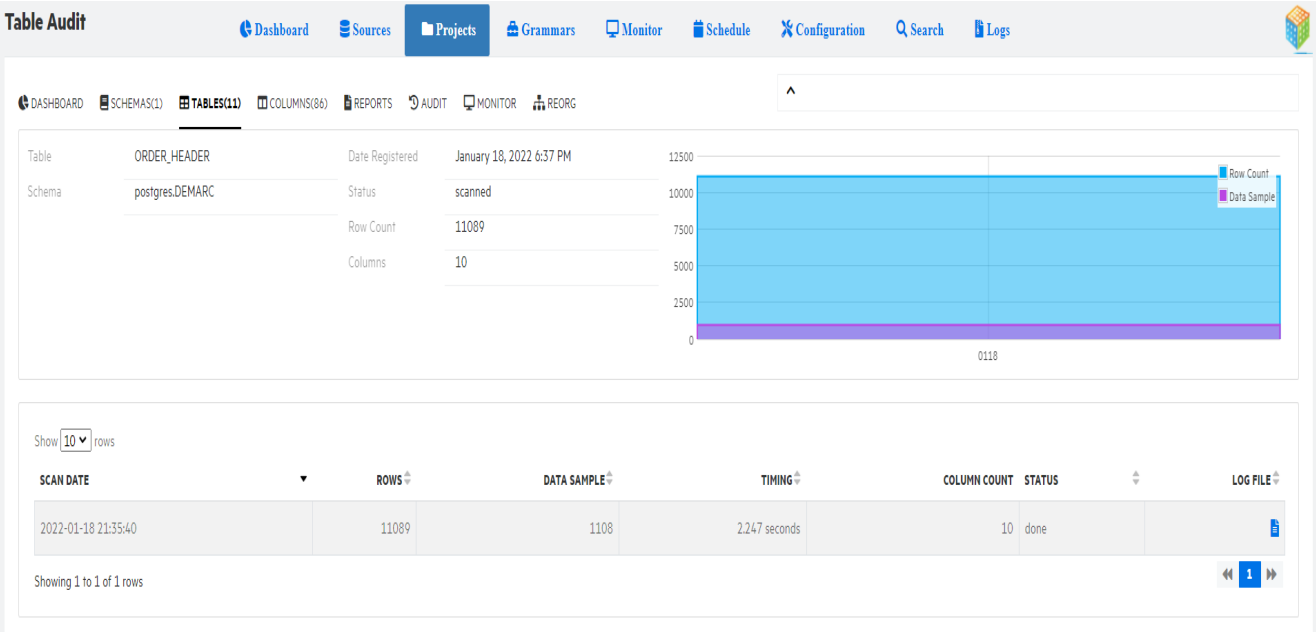 Table Audit
Dashboard Sources Projects Grammars Monitor Schedule Configuration Search Logs
DASHBOARD SCHEMAS(1) TABLES(11) COLUMNS(86) REPORTS AUDIT MONITOR REORG
Table ORDER_HEADER Date Registered January 18, 2022 6:37 PM
Schema postgres.DEMARC Status scanned
Row Count 11089
Columns 10
12500
10000
7500
5000
2500
0
Row Count
Data Sample
0118
Show 10 rows
SCAN DATE ROWS DATA SAMPLE TIMING COLUMN COUNT STATUS LOG FILE
2022-01-18 21:35:40 11089 1108 2.247 seconds 10 done
Showing 1 to 1 of 1 rows 1